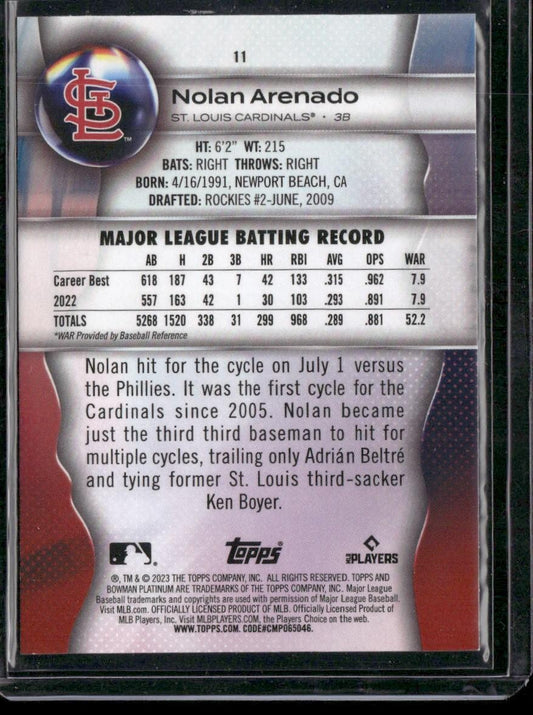 11
STL
™
Nolan Arenado
ST. LOUIS CARDINALS® • 3B
HT: 6'2" WT: 215
BATS: RIGHT THROWS: RIGHT
BORN: 4/16/1991, NEWPORT BEACH, CA
DRAFTED: ROCKIES #2-JUNE, 2009
MAJOR LEAGUE BATTING RECORD
AB H 2B 3B HR RBI AVG OPS WAR
Career Best 618 187 43 7 42 133 .315 .962 7.9
2022 557 163 42 1 30 103 .293 .891 7.9
TOTALS 5268 1520 338 31 299 968 .289 .881 52.2
*WAR Provided by Baseball Reference
Nolan hit for the cycle on July 1 versus
the Phillies. It was the first cycle for the
Cardinals since 2005. Nolan became
just the third third baseman to hit for
multiple cycles, trailing only Adrián Beltré
and tying former St. Louis third-sacker
Ken Boyer.
Topps
MLB PLAYERS
®, TM & © 2023 THE TOPPS COMPANY, INC. ALL RIGHTS RESERVED. TOPPS AND
BOWMAN PLATINUM ARE TRADEMARKS OF THE TOPPS COMPANY, INC. Major League
Baseball trademarks and copyrights are used with permission of Major League Baseball.
Visit MLB.com. OFFICIALLY LICENSED PRODUCT OF MLB. Officially Licensed Product of
MLB Players, Inc. Visit MLBPLAYERS.COM, the Players Choice on the web.
WWW.TOPPS.COM. CODE#CMP065046.